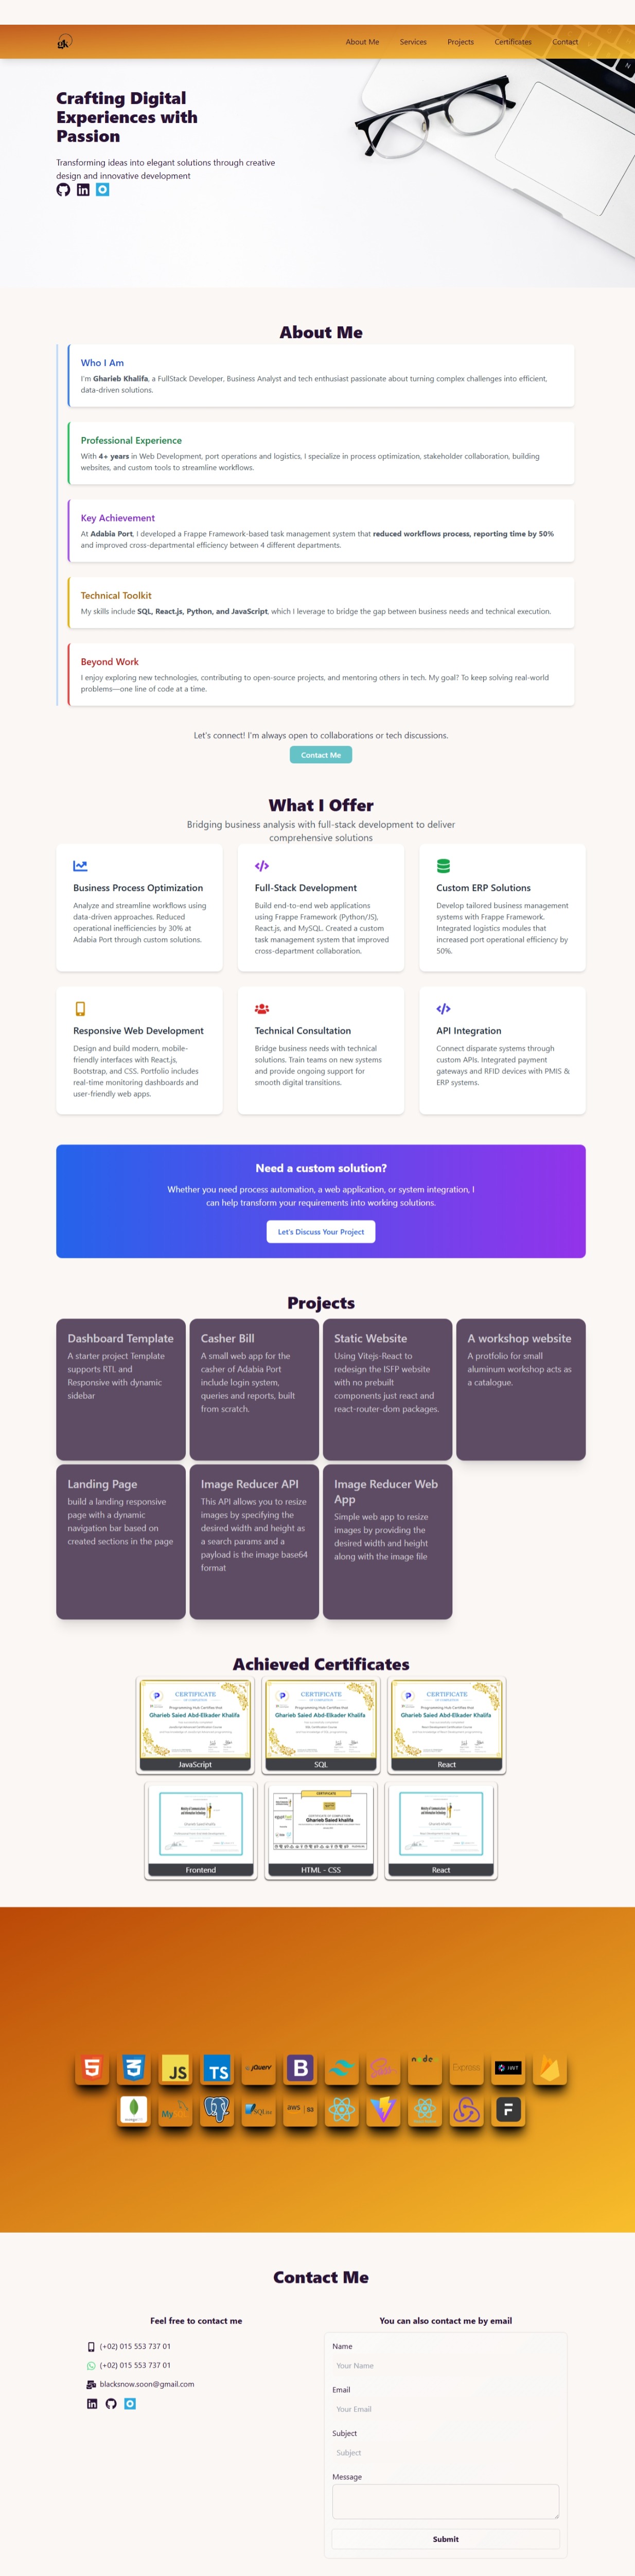 gk
About Me
Services
Projects
Certificates
Contact
N
Crafting Digital
Experiences with
Passion
Transforming ideas into elegant solutions through creative
design and innovative development
About Me
Who I Am
I'm Gharieb Khalifa, a FullStack Developer, Business Analyst and tech enthusiast passionate about turning complex challenges into efficient,
data-driven solutions.
Professional Experience
With 4+ years in Web Development, port operations and logistics, I specialize in process optimization, stakeholder collaboration, building
websites, and custom tools to streamline workflows.
Key Achievement
At Adabia Port, I developed a Frappe Framework-based task management system that reduced workflows process, reporting time by 50%
and improved cross-departmental efficiency between 4 different departments.
Technical Toolkit
My skills include SQL, React.js, Python, and JavaScript, which I leverage to bridge the gap between business needs and technical execution.
Beyond Work
I enjoy exploring new technologies, contributing to open-source projects, and mentoring others in tech. My goal? To keep solving real-world
problems—one line of code at a time.
Let's connect! I'm always open to collaborations or tech discussions.
Contact Me
What I Offer
Bridging business analysis with full-stack development to deliver
comprehensive solutions
Business Process Optimization
Analyze and streamline workflows using
data-driven approaches. Reduced
operational inefficiencies by 30% at
Adabia Port through custom solutions.
Full-Stack Development
Build end-to-end web applications
using Frappe Framework (Python/JS),
React.js, and MySQL. Created a custom
task management system that improved
cross-department collaboration.
Custom ERP Solutions
Develop tailored business management
systems with Frappe Framework.
Integrated logistics modules that
increased port operational efficiency by
50%.
Responsive Web Development
Design and build modern, mobile-
friendly interfaces with React.js,
Bootstrap, and CSS. Portfolio includes
real-time monitoring dashboards and
user-friendly web apps.
Technical Consultation
Bridge business needs with technical
solutions. Train teams on new systems
and provide ongoing support for
smooth digital transitions.
API Integration
Connect disparate systems through
custom APIs. Integrated payment
gateways and RFID devices with PMIS &
ERP systems.
Need a custom solution?
Whether you need process automation, a web application, or system integration, I
can help transform your requirements into working solutions.
Let's Discuss Your Project
Projects
Dashboard Template
A starter project Template
supports RTL and
Responsive with dynamic
sidebar
Casher Bill
A small web app for the
casher of Adabia Port
include login system,
queries and reports, built
from scratch.
Static Website
Using Vitejs-React to
redesign the ISFP website
with no prebuilt
components just react and
react-router-dom packages.
A workshop website
A protfolio for small
aluminum workshop acts as
a catalogue.
Landing Page
build a landing responsive
page with a dynamic
navigation bar based on
created sections in the page
Image Reducer API
This API allows you to resize
images by specifying the
desired width and height as
a search params and a
payload is the image base64
format
Image Reducer Web
App
Simple web app to resize
images by providing the
desired width and height
along with the image file
Achieved Certificates
CERTIFICATE
Gharieb Saied Abd-Elkader Khalifa
JavaScript
CERTIFICATE
Gharieb Saied Abd-Elkader Khalifa
SQL
CERTIFICATE
Gharieb Saied Abd-Elkader Khalifa
React
Frontend
CERTIFICATE
Gharieb Saied khalifa
HTML - CSS
React
5
3
JS
TS
jQuery
B
Sass
node
Express
JWT
MySQL
SQLite
aws | S3
F
Contact Me
Feel free to contact me
(+02) 015 553 737 01
(+02) 015 553 737 01
blacksnow.soon@gmail.com
You can also contact me by email
Name
Your Name
Email
Your Email
Subject
Subject
Message
Submit